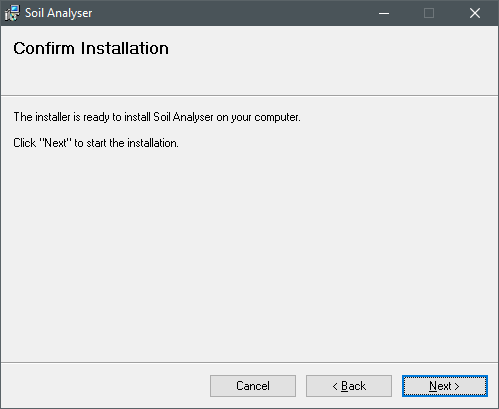 Soil Analyser
Confirm Installation
The installer is ready to install Soil Analyser on your computer.
Click "Next" to start the installation.
Cancel
< Back
Next >